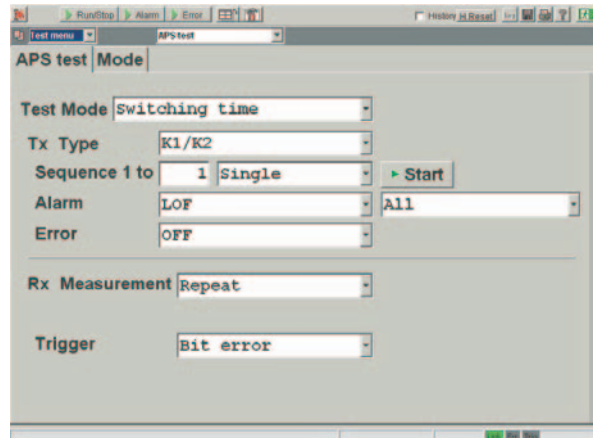 Run/Stop Alarm Error History H.Reset ?
Test menu APS test
APS test Mode
Test Mode Switching time
Tx Type K1/K2
Sequence 1 to 1 Single Start
Alarm LOF All
Error OFF
Rx Measurement Repeat
Trigger Bit error